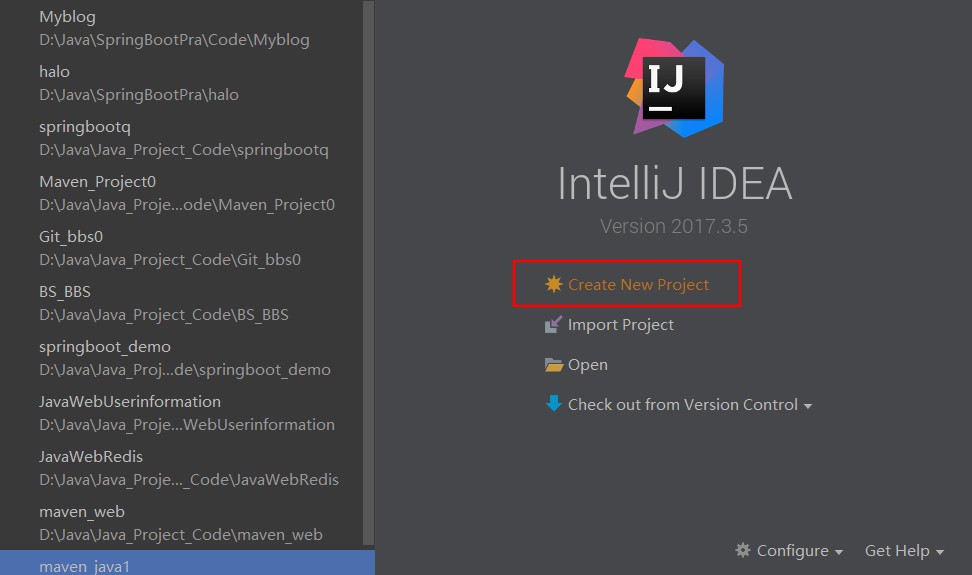 Myblog
D:\Java\SpringBootPra\Code\Myblog
halo
D:\Java\SpringBootPra\halo
springbootq
D:\Java\Java_Project_Code\springbootq
Maven_Project0
D:\Java\Java_Proje...ode\Maven_Project0
Git_bbs0
D:\Java\Java_Project_Code\Git_bbs0
BS_BBS
D:\Java\Java_Project_Code\BS_BBS
springboot_demo
D:\Java\Java_Proj...de\springboot_demo
JavaWebUserinformation
D:\Java\Java_Proje...WebUserinformation
JavaWebRedis
D:\Java\Java_Proje..._Code\JavaWebRedis
maven_web
D:\Java\Java_Project_Code\maven_web
maven_java1
IJ
IntelliJ IDEA
Version 2017.3.5
Create New Project
Import Project
Open
Check out from Version Control
Configure
Get Help